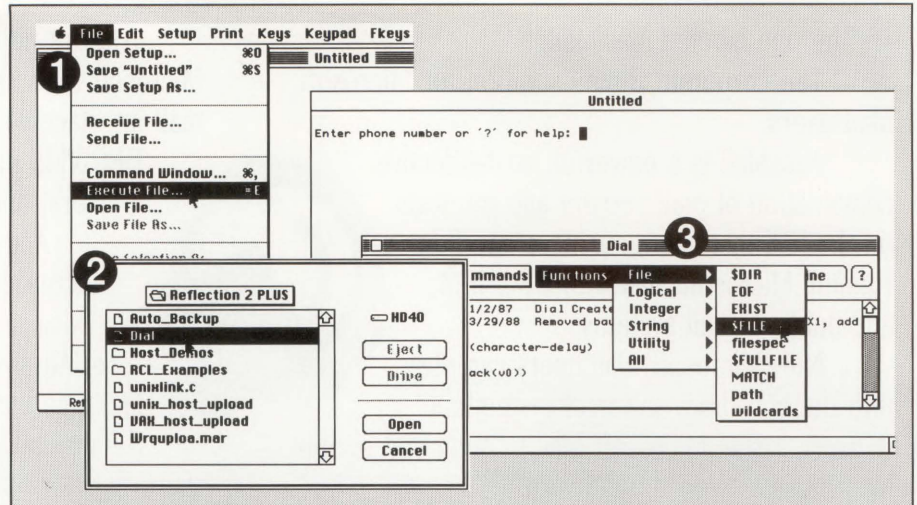 File Edit Setup Print Keys Keypad Fkeys
1
Open Setup... ⌘O
Save "Untitled" ⌘S
Save Setup As...
Receive File...
Send File...
Command Window... ⌘,
Execute File... ⌘E
Open File...
Save File As...
Untitled
Untitled
Enter phone number or ´?´ for help:
2
Reflection 2 PLUS
Auto_Backup
Dial
Host_Demos
RCL_Examples
unixlink.c
unix_host_upload
VAX_host_upload
Wrquploa.mar
HD40
Eject
Drive
Open
Cancel
3
Dial
mmands Functions ine ?
File
Logical
Integer
String
Utility
All
$DIR
EOF
EXIST
$FILE
filespec
$FULLFILE
MATCH
path
wildcards
1/2/87 Dial Create
3/29/88 Removed bau X1, add
(character-delay)
ack(v0))